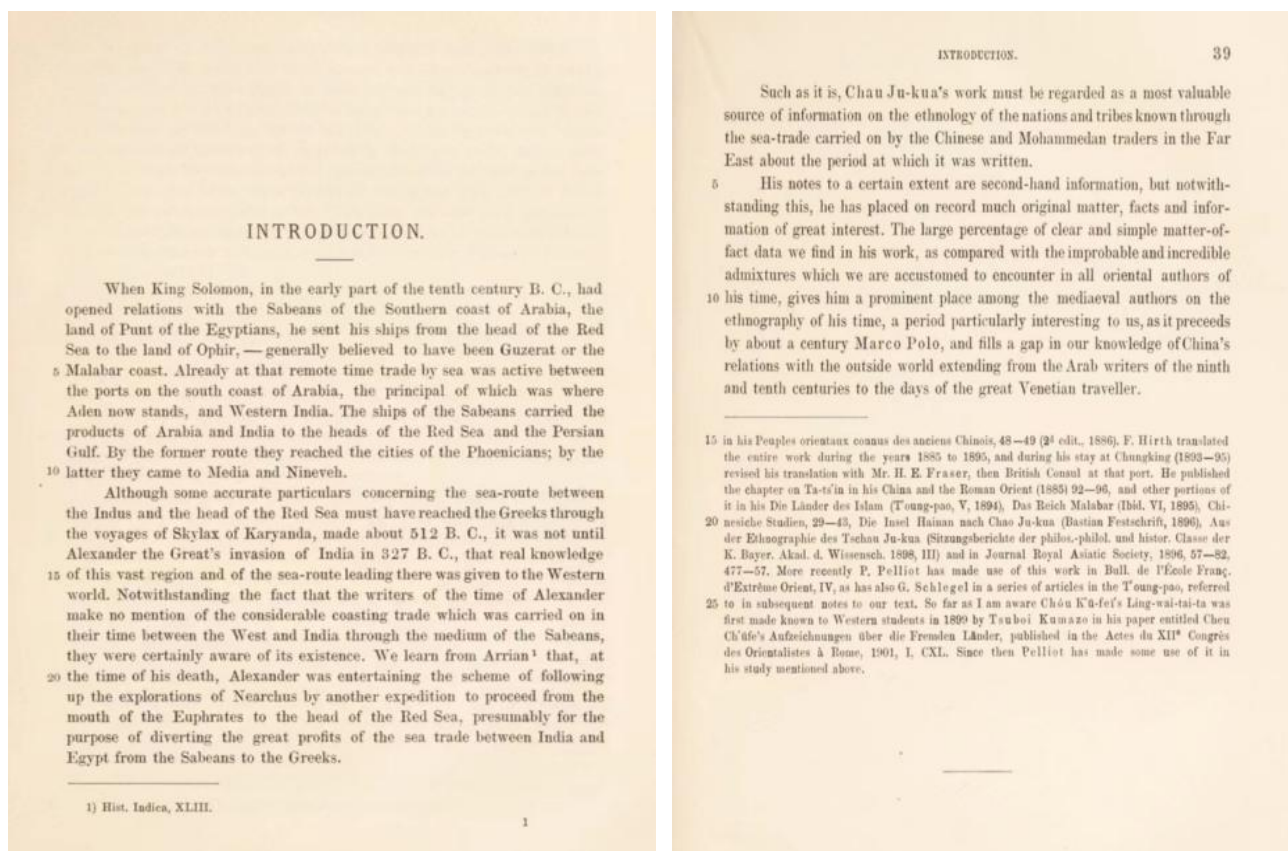 INTRODUCTION.
When King Solomon, in the early part of the tenth century B. C., had
opened relations with the Sabeans of the Southern coast of Arabia, the
land of Punt of the Egyptians, he sent his ships from the head of the Red
Sea to the land of Ophir, — generally believed to have been Guzerat or the
5 Malabar coast. Already at that remote time trade by sea was active between
the ports on the south coast of Arabia, the principal of which was where
Aden now stands, and Western India. The ships of the Sabeans carried the
products of Arabia and India to the heads of the Red Sea and the Persian
Gulf. By the former route they reached the cities of the Phoenicians; by the
10 latter they came to Media and Nineveh.
Although some accurate particulars concerning the sea-route between
the Indus and the head of the Red Sea must have reached the Greeks through
the voyages of Skylax of Karyanda, made about 512 B. C., it was not until
Alexander the Great's invasion of India in 327 B. C., that real knowledge
15 of this vast region and of the sea-route leading there was given to the Western
world. Notwithstanding the fact that the writers of the time of Alexander
make no mention of the considerable coasting trade which was carried on in
their time between the West and India through the medium of the Sabeans,
they were certainly aware of its existence. We learn from Arrian¹ that, at
20 the time of his death, Alexander was entertaining the scheme of following
up the explorations of Nearchus by another expedition to proceed from the
mouth of the Euphrates to the head of the Red Sea, presumably for the
purpose of diverting the great profits of the sea trade between India and
Egypt from the Sabeans to the Greeks.
1) Hist. Indica, XLIII.
1
INTRODUCTION. 39
Such as it is, Chau Ju-kua's work must be regarded as a most valuable
source of information on the ethnology of the nations and tribes known through
the sea-trade carried on by the Chinese and Mohammedan traders in the Far
East about the period at which it was written.
5 His notes to a certain extent are second-hand information, but notwith-
standing this, he has placed on record much original matter, facts and infor-
mation of great interest. The large percentage of clear and simple matter-of-
fact data we find in his work, as compared with the improbable and incredible
admixtures which we are accustomed to encounter in all oriental authors of
10 his time, gives him a prominent place among the mediaeval authors on the
ethnography of his time, a period particularly interesting to us, as it preceeds
by about a century Marco Polo, and fills a gap in our knowledge of China's
relations with the outside world extending from the Arab writers of the ninth
and tenth centuries to the days of the great Venetian traveller.
15 in his Peuples orientaux connus des anciens Chinois, 48—49 (2ᵈ edit., 1886). F. Hirth translated
the entire work during the years 1885 to 1895, and during his stay at Chungking (1893—95)
revised his translation with Mr. H. E. Fraser, then British Consul at that port. He published
the chapter on Ta-ts'in in his China and the Roman Orient (1885) 92—96, and other portions of
it in his Die Länder des Islam (T'oung-pao, V, 1894), Das Reich Malabar (Ibid. VI, 1895), Chi-
20 nesiche Studien, 29—43, Die Insel Hainan nach Chao Ju-kua (Bastian Festschrift, 1896), Aus
der Ethnographie des Tschau Ju-kua (Sitzungsberichte der philos.-philol. und histor. Classe der
K. Bayer. Akad. d. Wissensch. 1898, III) and in Journal Royal Asiatic Society, 1896, 57—82,
477—57. More recently P. Pelliot has made use of this work in Bull. de l'École Franç.
d'Extrême Orient, IV, as has also G. Schlegel in a series of articles in the T'oung-pao, referred
25 to in subsequent notes to our text. So far as I am aware Chóu K'ü-feï's Ling-wai-tai-ta was
first made known to Western students in 1899 by Tsuboi Kumazo in his paper entitled Cheu
Ch'üfe's Aufzeichnungen über die Fremden Länder, published in the Actes du XIIᵉ Congrès
des Orientalistes à Rome, 1901, I, CXL. Since then Pelliot has made some use of it in
his study mentioned above.